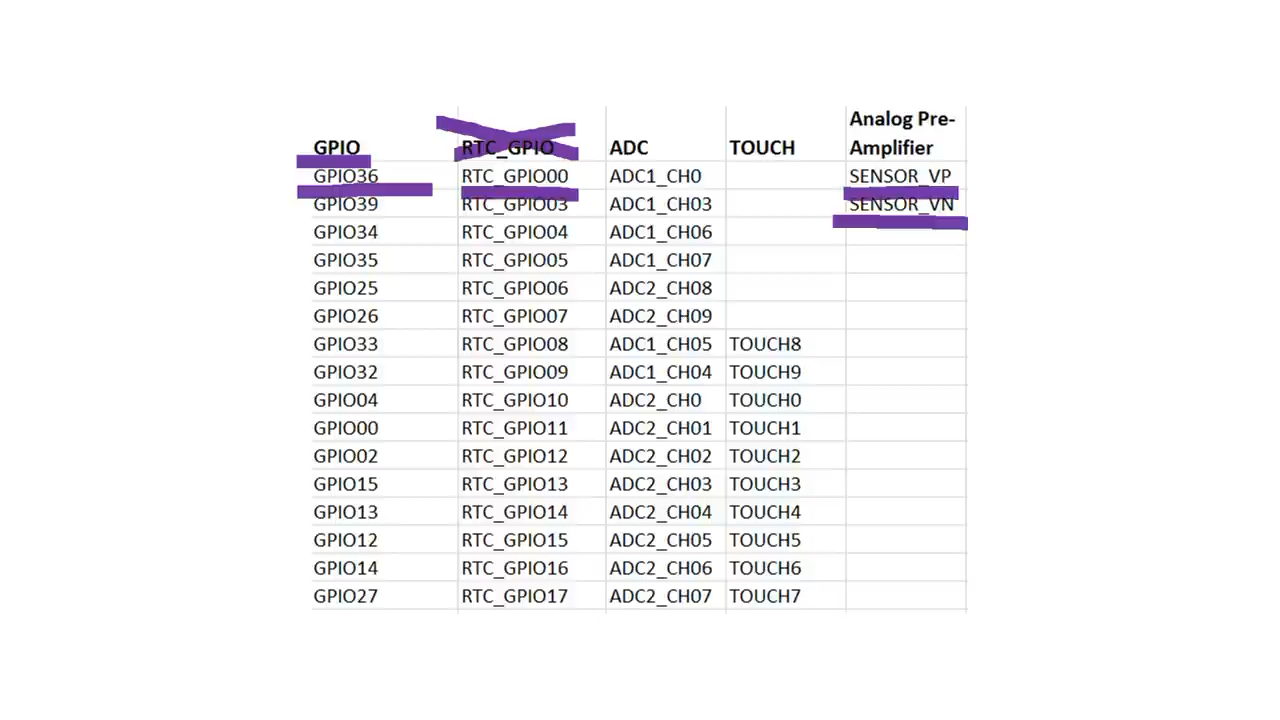 Analog Pre-
GPIO RTC_GPIO ADC TOUCH Amplifier
GPIO36 RTC_GPIO00 ADC1_CH0 SENSOR_VP
GPIO39 RTC_GPIO03 ADC1_CH03 SENSOR_VN
GPIO34 RTC_GPIO04 ADC1_CH06
GPIO35 RTC_GPIO05 ADC1_CH07
GPIO25 RTC_GPIO06 ADC2_CH08
GPIO26 RTC_GPIO07 ADC2_CH09
GPIO33 RTC_GPIO08 ADC1_CH05 TOUCH8
GPIO32 RTC_GPIO09 ADC1_CH04 TOUCH9
GPIO04 RTC_GPIO10 ADC2_CH0 TOUCH0
GPIO00 RTC_GPIO11 ADC2_CH01 TOUCH1
GPIO02 RTC_GPIO12 ADC2_CH02 TOUCH2
GPIO15 RTC_GPIO13 ADC2_CH03 TOUCH3
GPIO13 RTC_GPIO14 ADC2_CH04 TOUCH4
GPIO12 RTC_GPIO15 ADC2_CH05 TOUCH5
GPIO14 RTC_GPIO16 ADC2_CH06 TOUCH6
GPIO27 RTC_GPIO17 ADC2_CH07 TOUCH7